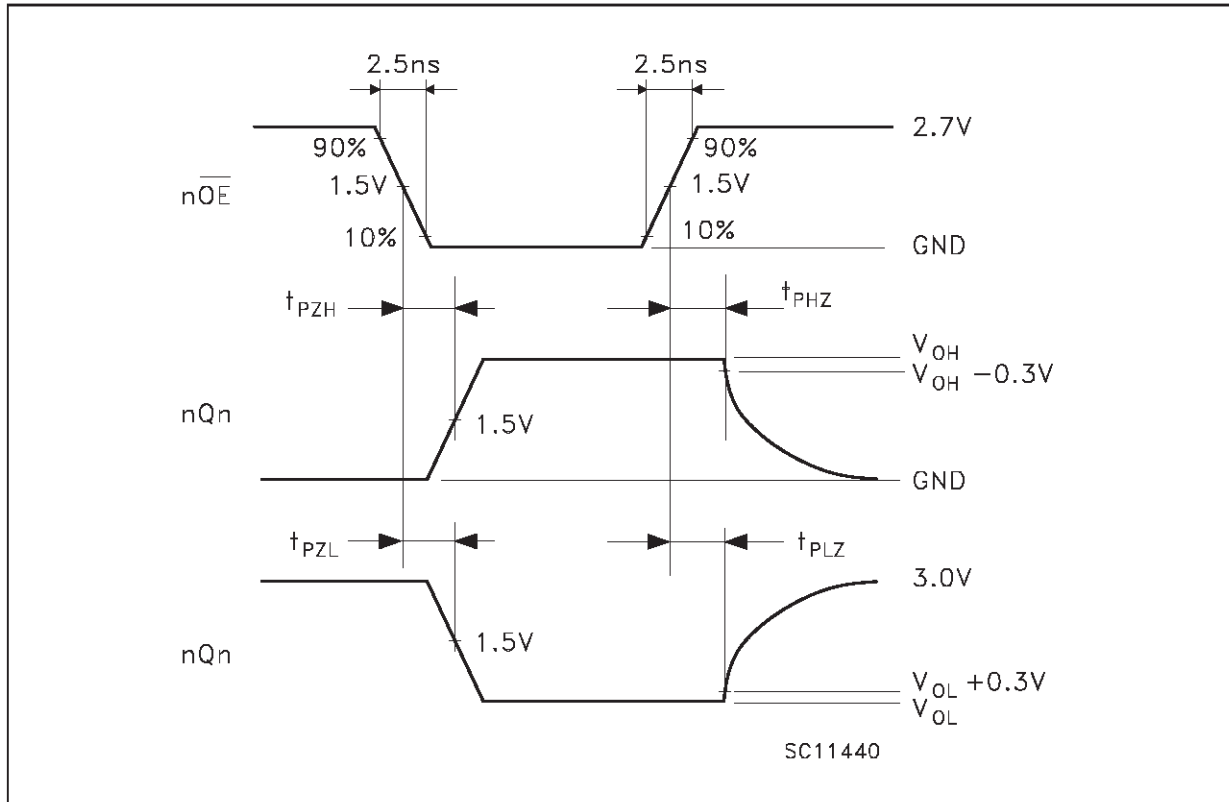 2.5ns 2.5ns
2.7V
90% 90%
nOE 1.5V 1.5V
10% 10%
GND
tPZH tPHZ
VOH
VOH −0.3V
nQn 1.5V
GND
tPZL tPLZ
3.0V
nQn 1.5V
VOL +0.3V
VOL
SC11440